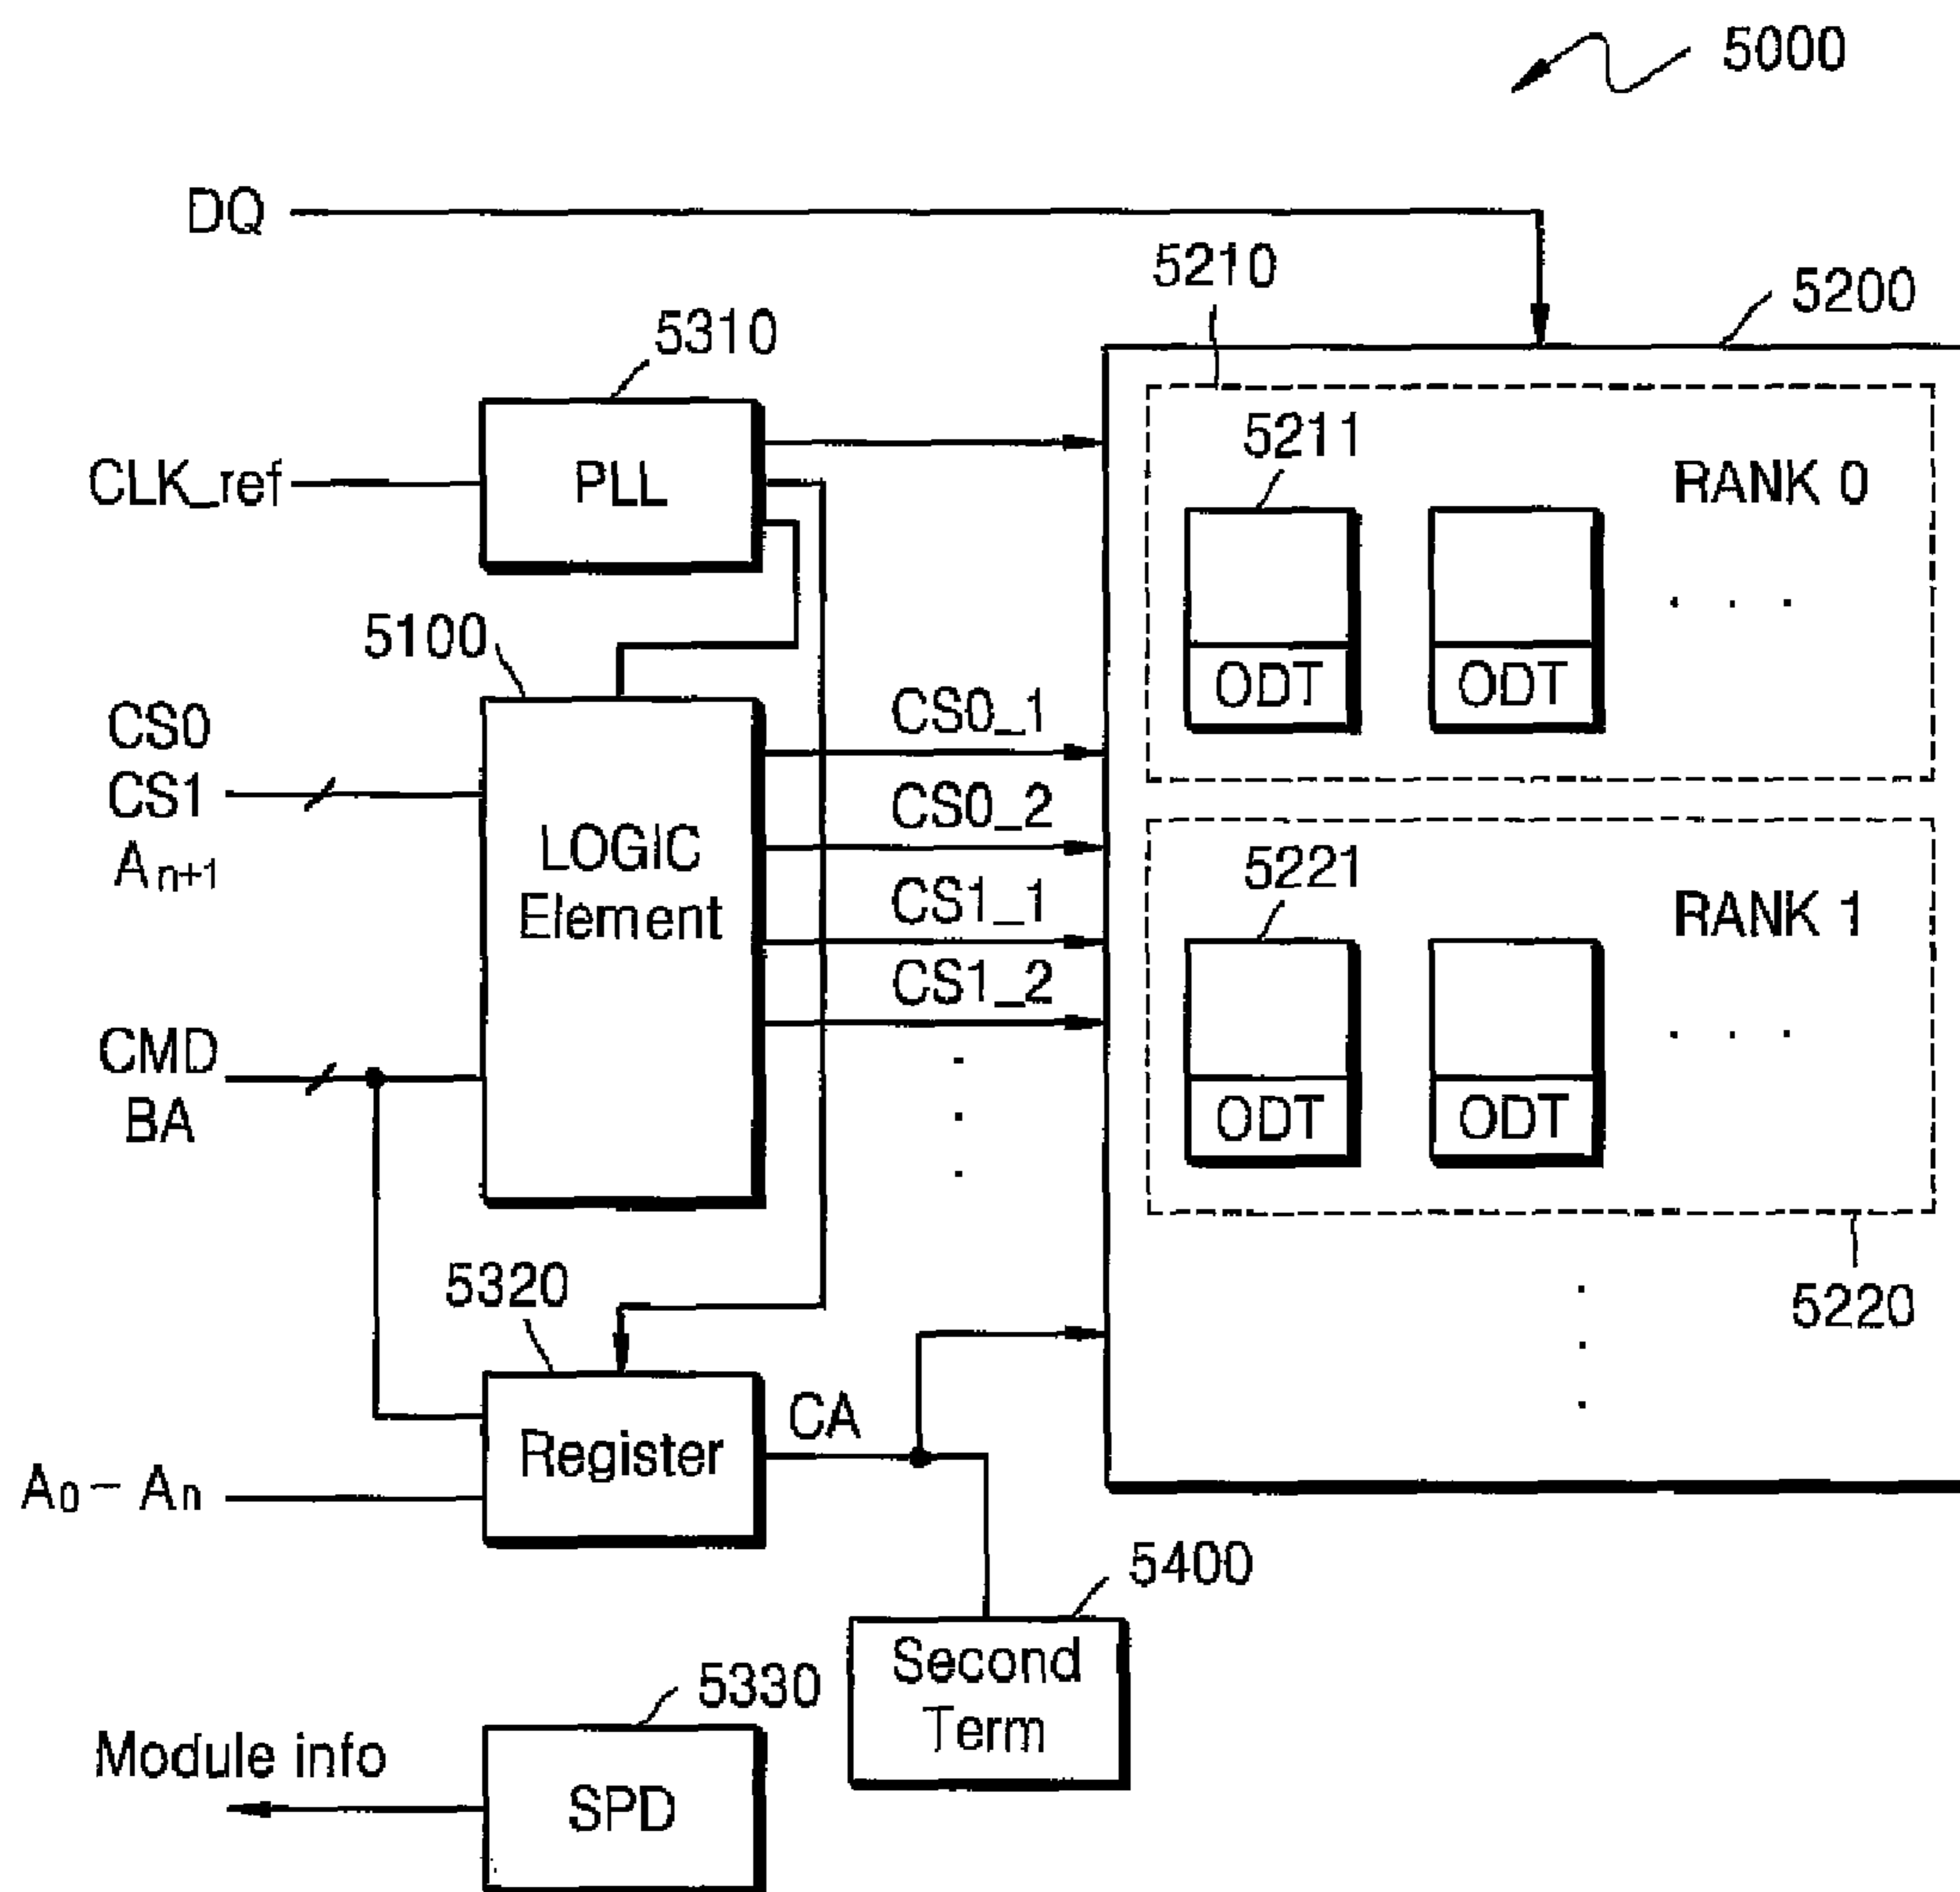 5000
DQ
5210
5200
5310
5211
CLK_ref
PLL
RANK 0
5100
ODT
ODT
CS0
CS1
An+1
CS0_1
CS0_2
CS1_1
CS1_2
LOGIC
Element
5221
RANK 1
CMD
BA
ODT
ODT
5320
5220
CA
Register
A0 – An
5400
Second
Term
5330
Module info
SPD